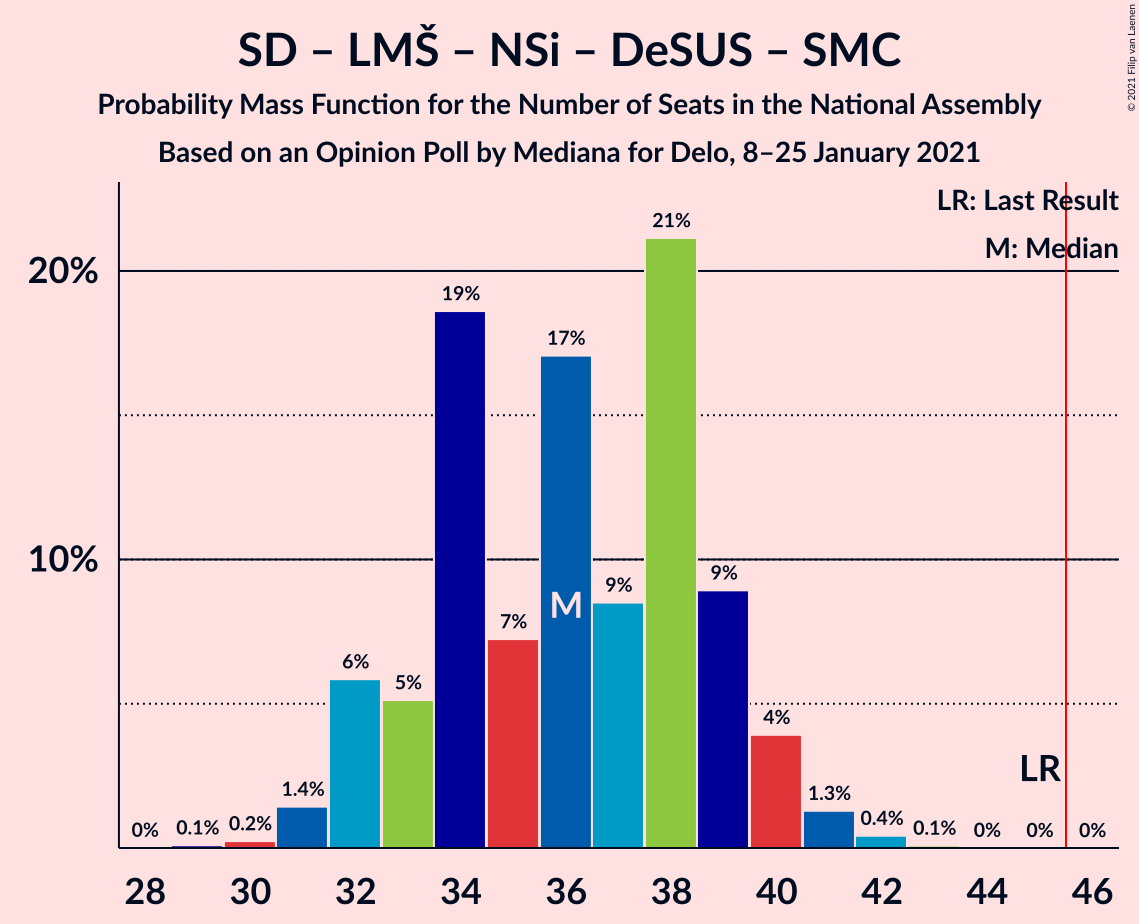 SD – LMŠ – NSi – DeSUS – SMC
Probability Mass Function for the Number of Seats in the National Assembly
Based on an Opinion Poll by Mediana for Delo, 8–25 January 2021
© 2021 Filip van Laenen
LR: Last Result
M: Median
20%
10%
0%
0.1%
0.2%
1.4%
6%
5%
19%
7%
17%
9%
21%
9%
4%
1.3%
0.4%
0.1%
0%
0%
0%
M
LR
28 30 32 34 36 38 40 42 44 46